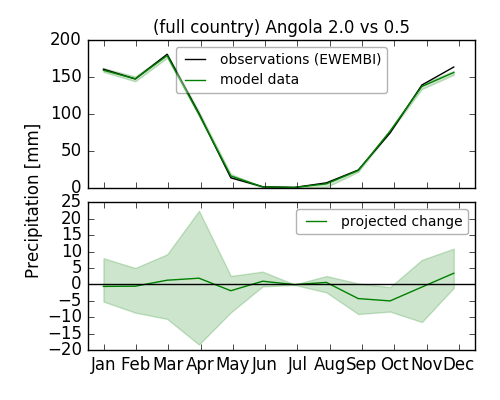 (full country) Angola 2.0 vs 0.5
200
150
100
50
0
observations (EWEMBI)
model data
Precipitation [mm]
25
20
15
10
5
0
−5
−10
−15
−20
projected change
Jan Feb Mar Apr May Jun Jul Aug Sep Oct Nov Dec